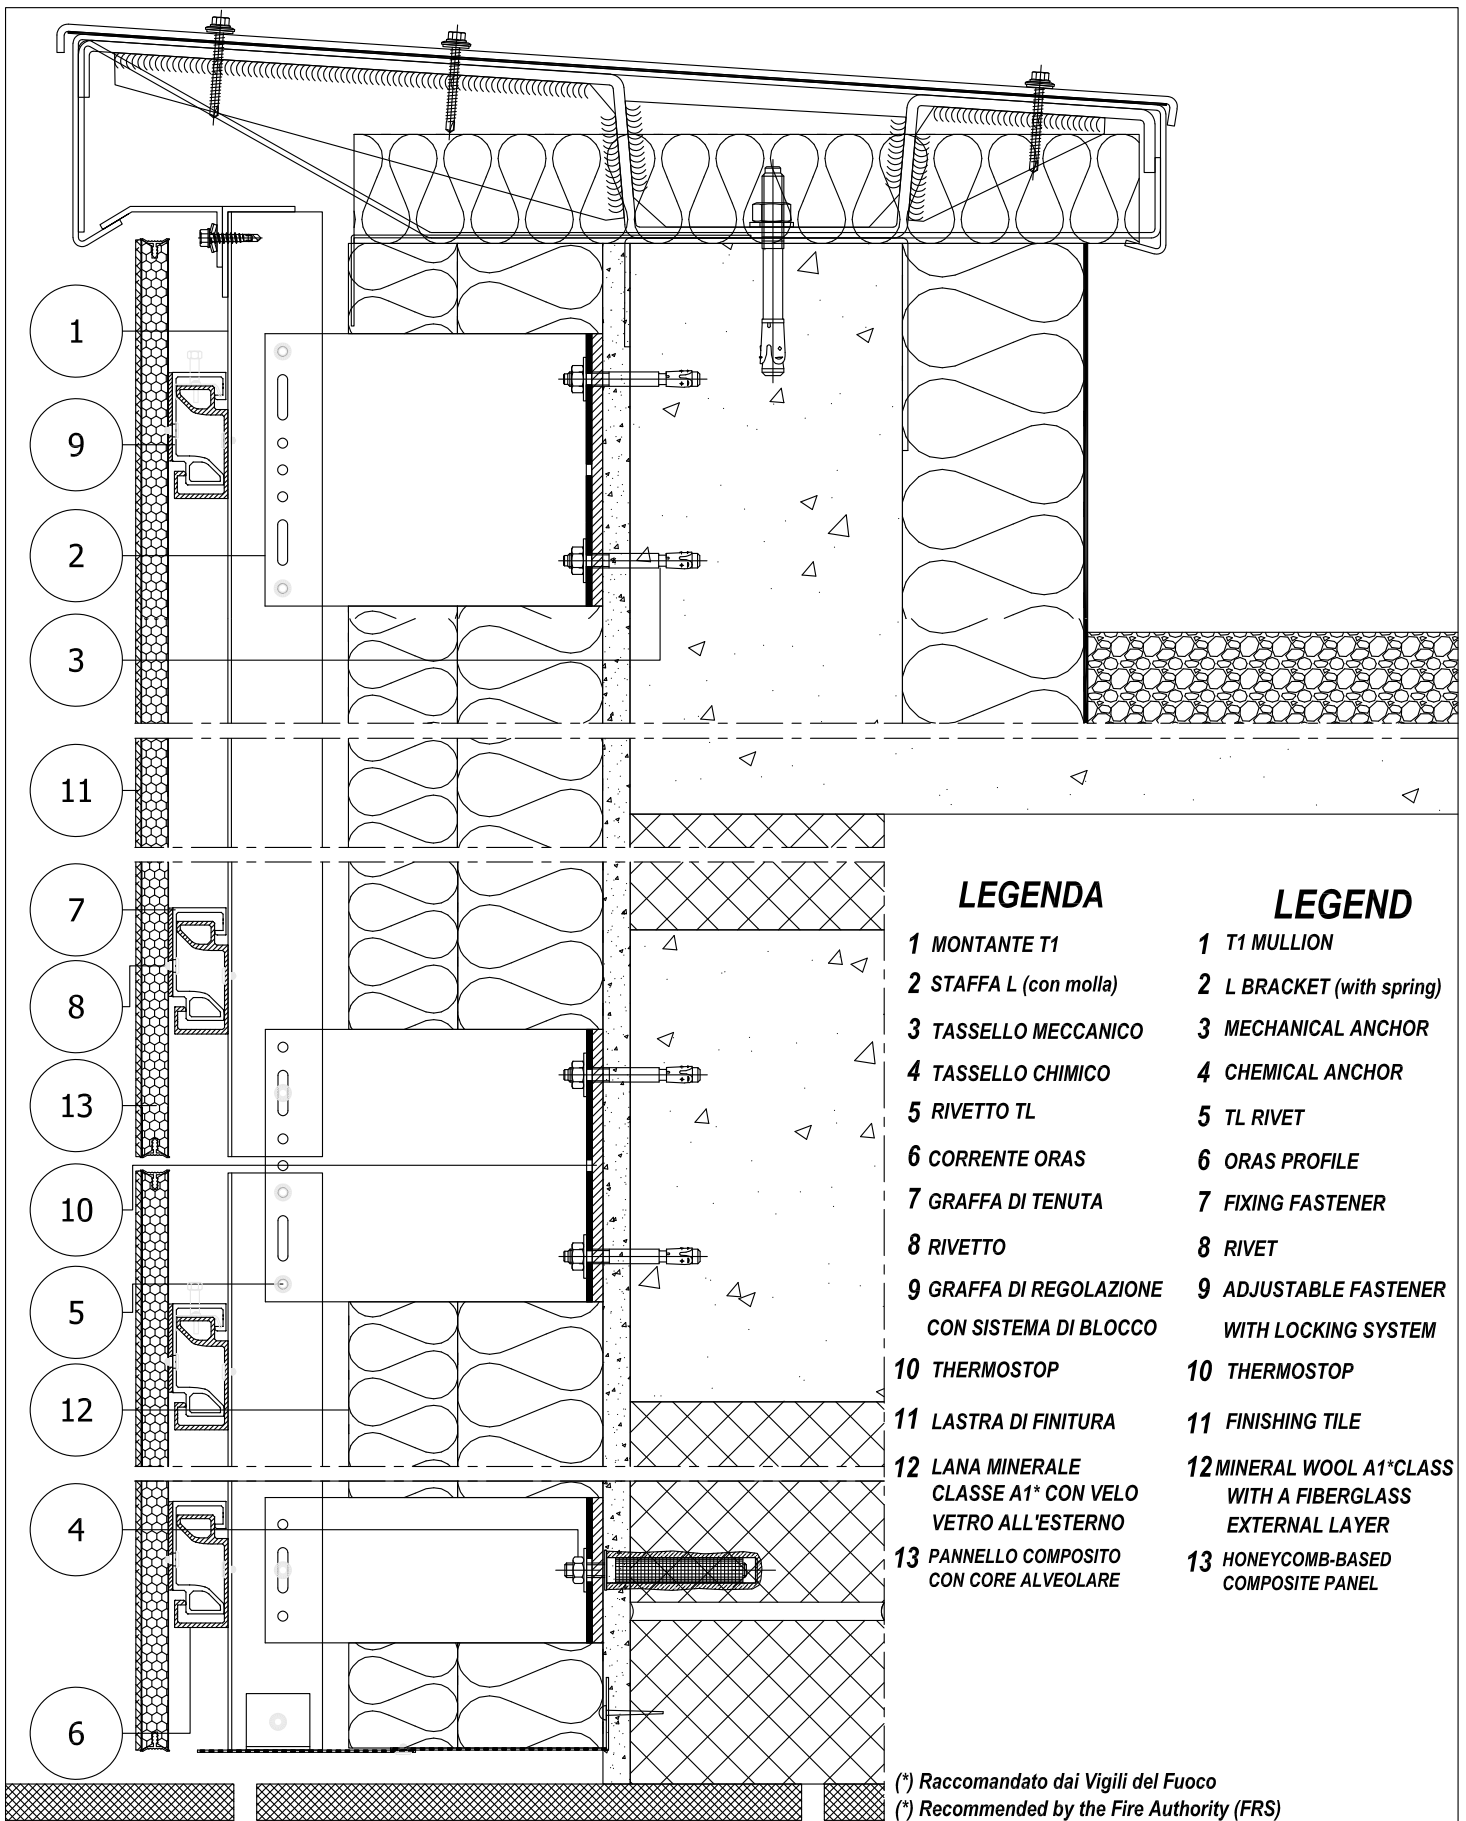 1
9
2
3
11
7
8
13
10
5
12
4
6
LEGENDA
1 MONTANTE T1
2 STAFFA L (con molla)
3 TASSELLO MECCANICO
4 TASSELLO CHIMICO
5 RIVETTO TL
6 CORRENTE ORAS
7 GRAFFA DI TENUTA
8 RIVETTO
9 GRAFFA DI REGOLAZIONE
CON SISTEMA DI BLOCCO
10 THERMOSTOP
11 LASTRA DI FINITURA
12 LANA MINERALE
CLASSE A1* CON VELO
VETRO ALL'ESTERNO
13 PANNELLO COMPOSITO
CON CORE ALVEOLARE
LEGEND
1 T1 MULLION
2 L BRACKET (with spring)
3 MECHANICAL ANCHOR
4 CHEMICAL ANCHOR
5 TL RIVET
6 ORAS PROFILE
7 FIXING FASTENER
8 RIVET
9 ADJUSTABLE FASTENER
WITH LOCKING SYSTEM
10 THERMOSTOP
11 FINISHING TILE
12 MINERAL WOOL A1*CLASS
WITH A FIBERGLASS
EXTERNAL LAYER
13 HONEYCOMB-BASED
COMPOSITE PANEL
(*) Raccomandato dai Vigili del Fuoco
(*) Recommended by the Fire Authority (FRS)